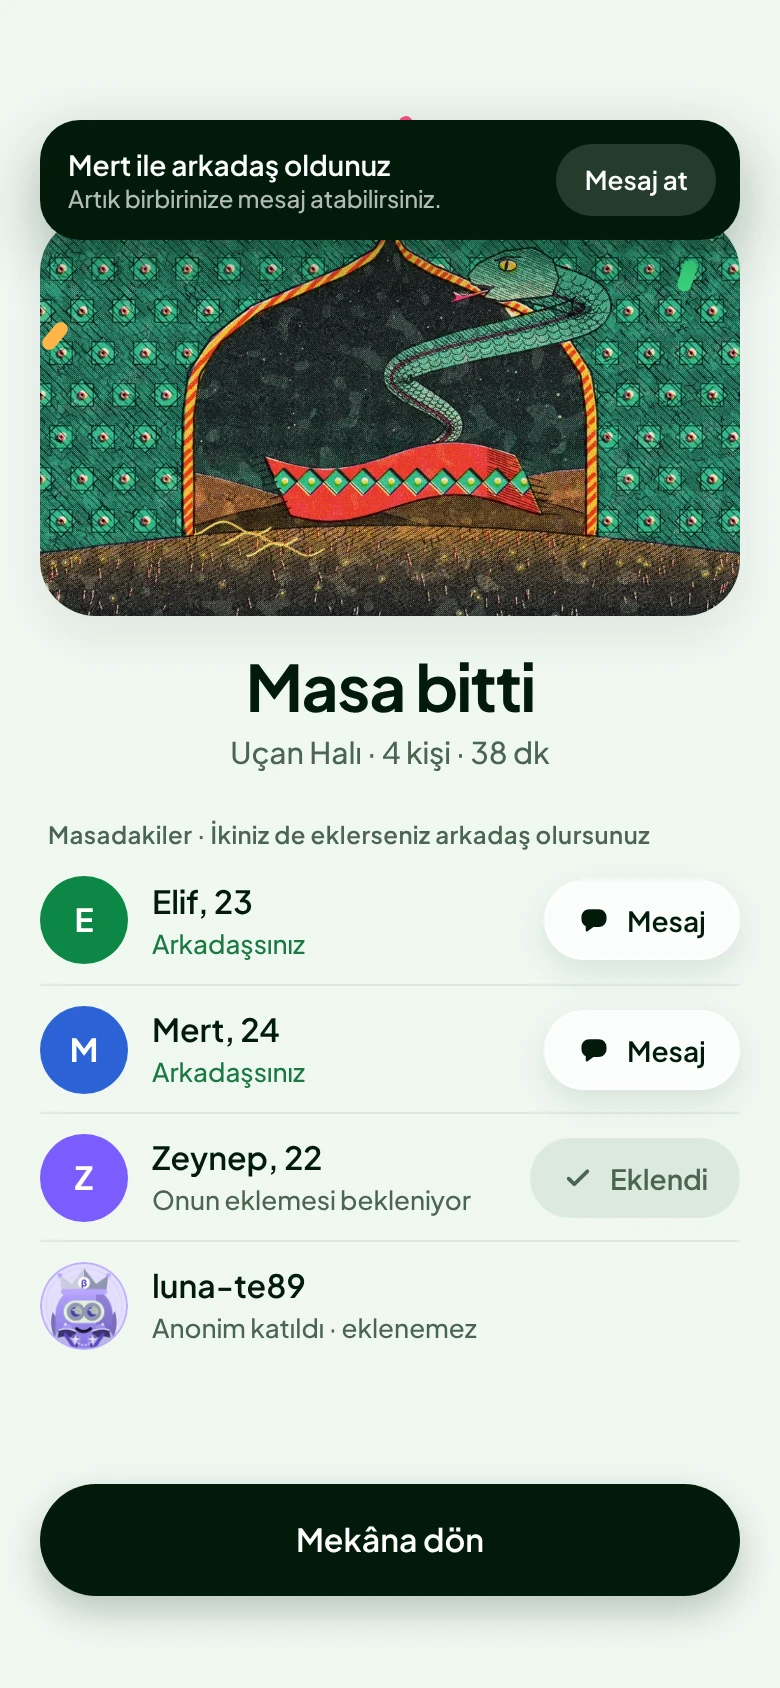 Mert ile arkadaş oldunuz
Artık birbirinize mesaj atabilirsiniz.
Mesaj at
Masa bitti
Uçan Halı · 4 kişi · 38 dk
Masadakiler · İkiniz de eklerseniz arkadaş olursunuz
E
Elif, 23
Arkadaşsınız
Mesaj
M
Mert, 24
Arkadaşsınız
Mesaj
Z
Zeynep, 22
Onun eklemesi bekleniyor
Eklendi
β
luna-te89
Anonim katıldı · eklenemez
Mekâna dön